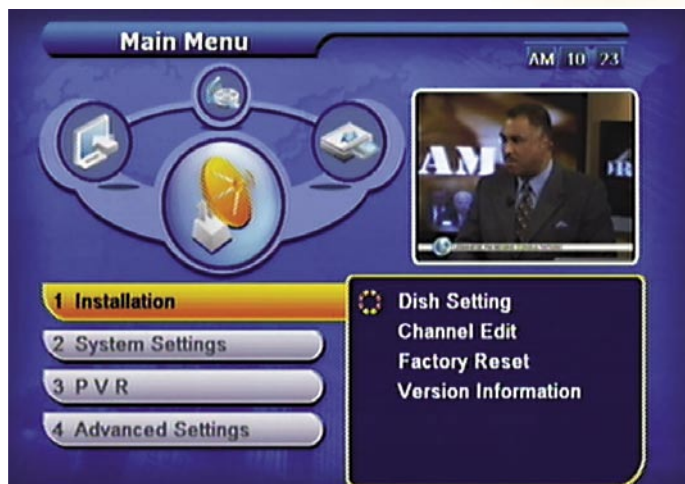 Main Menu
AM 10 23
AM
1 Installation
2 System Settings
3 P V R
4 Advanced Settings
Dish Setting
Channel Edit
Factory Reset
Version Information